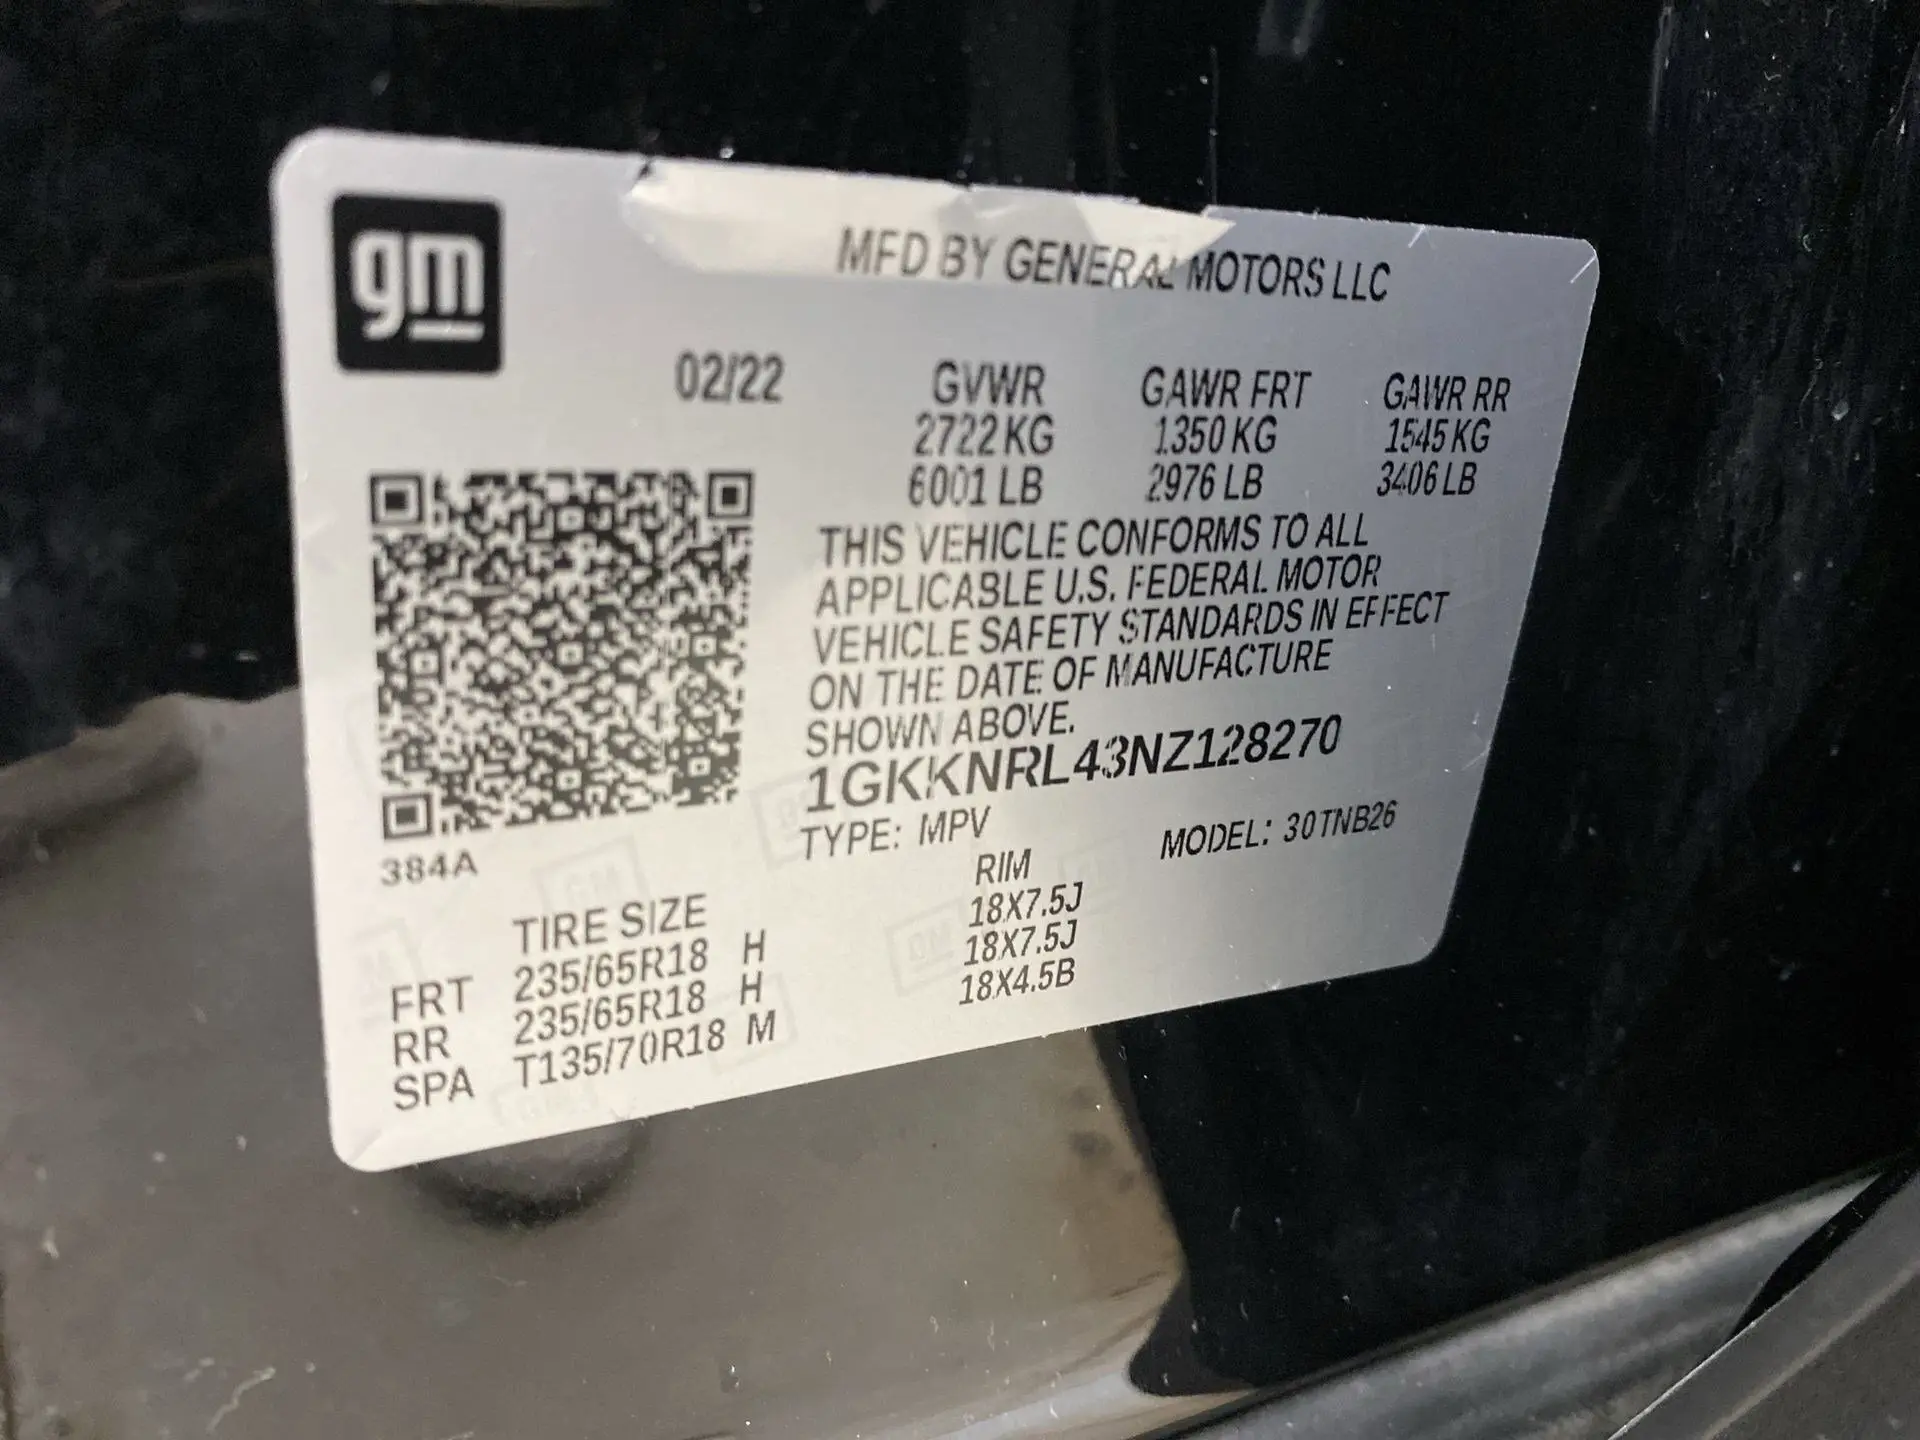 gm
MFD BY GENERAL MOTORS LLC
02/22 GVWR GAWR FRT GAWR RR
2722 KG 1350 KG 1545 KG
6001 LB 2976 LB 3406 LB
THIS VEHICLE CONFORMS TO ALL
APPLICABLE U.S. FEDERAL MOTOR
VEHICLE SAFETY STANDARDS IN EFFECT
ON THE DATE OF MANUFACTURE
SHOWN ABOVE.
1GKKNRL43NZ128270
TYPE: MPV MODEL: 30TNB26
384A
TIRE SIZE RIM
FRT 235/65R18 H 18X7.5J
RR 235/65R18 H 18X7.5J
SPA T135/70R18 M 18X4.5B